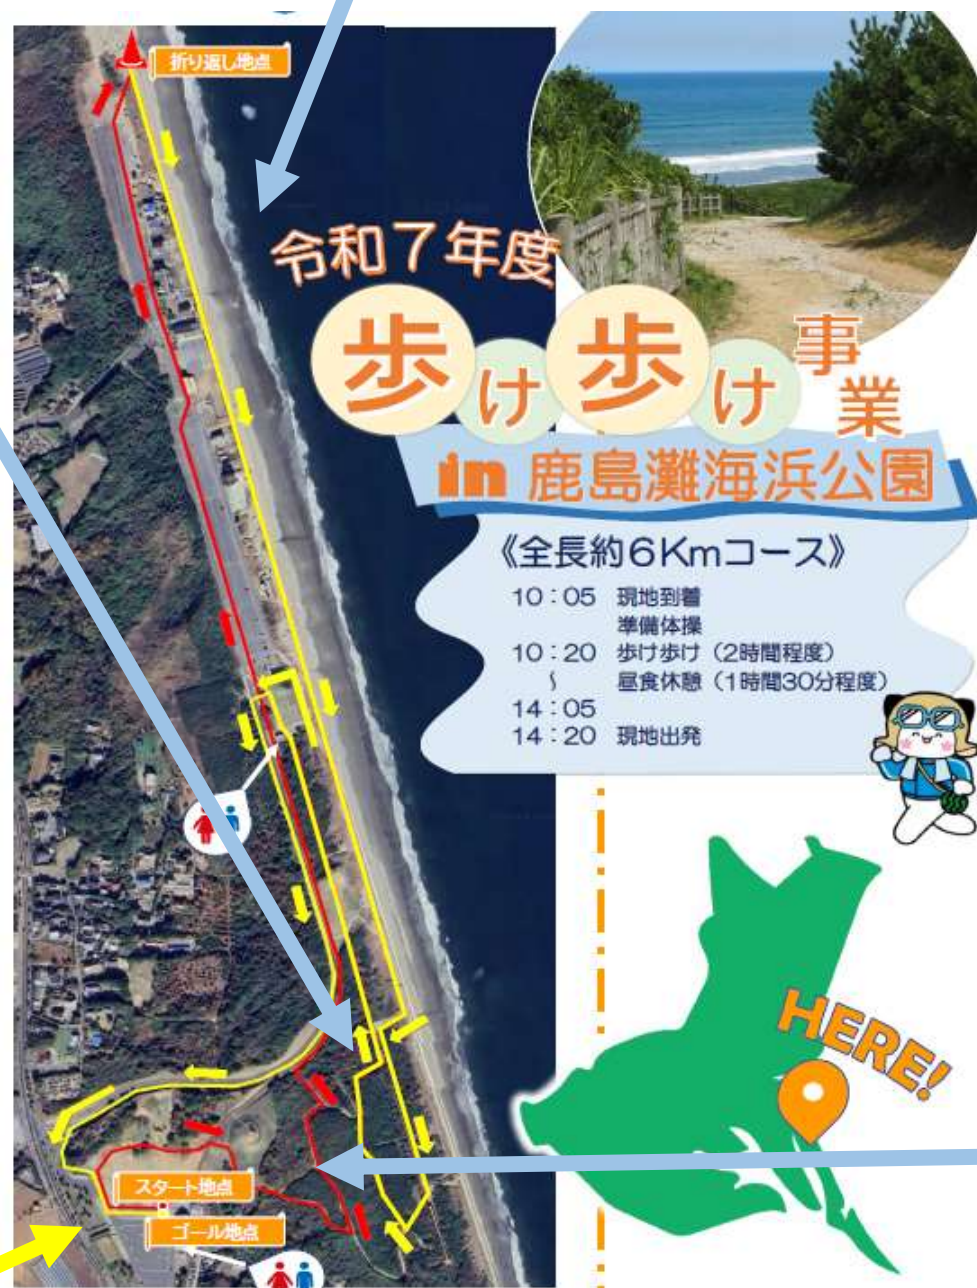 折り返し地点
令和7年度
歩け歩け事業
in 鹿島灘海浜公園
《全長約6Kmコース》
10:05 現地到着
準備体操
10:20 歩け歩け(2時間程度)
〜 昼食休憩(1時間30分程度)
14:05
14:20 現地出発
HERE!
スタート地点
ゴール地点